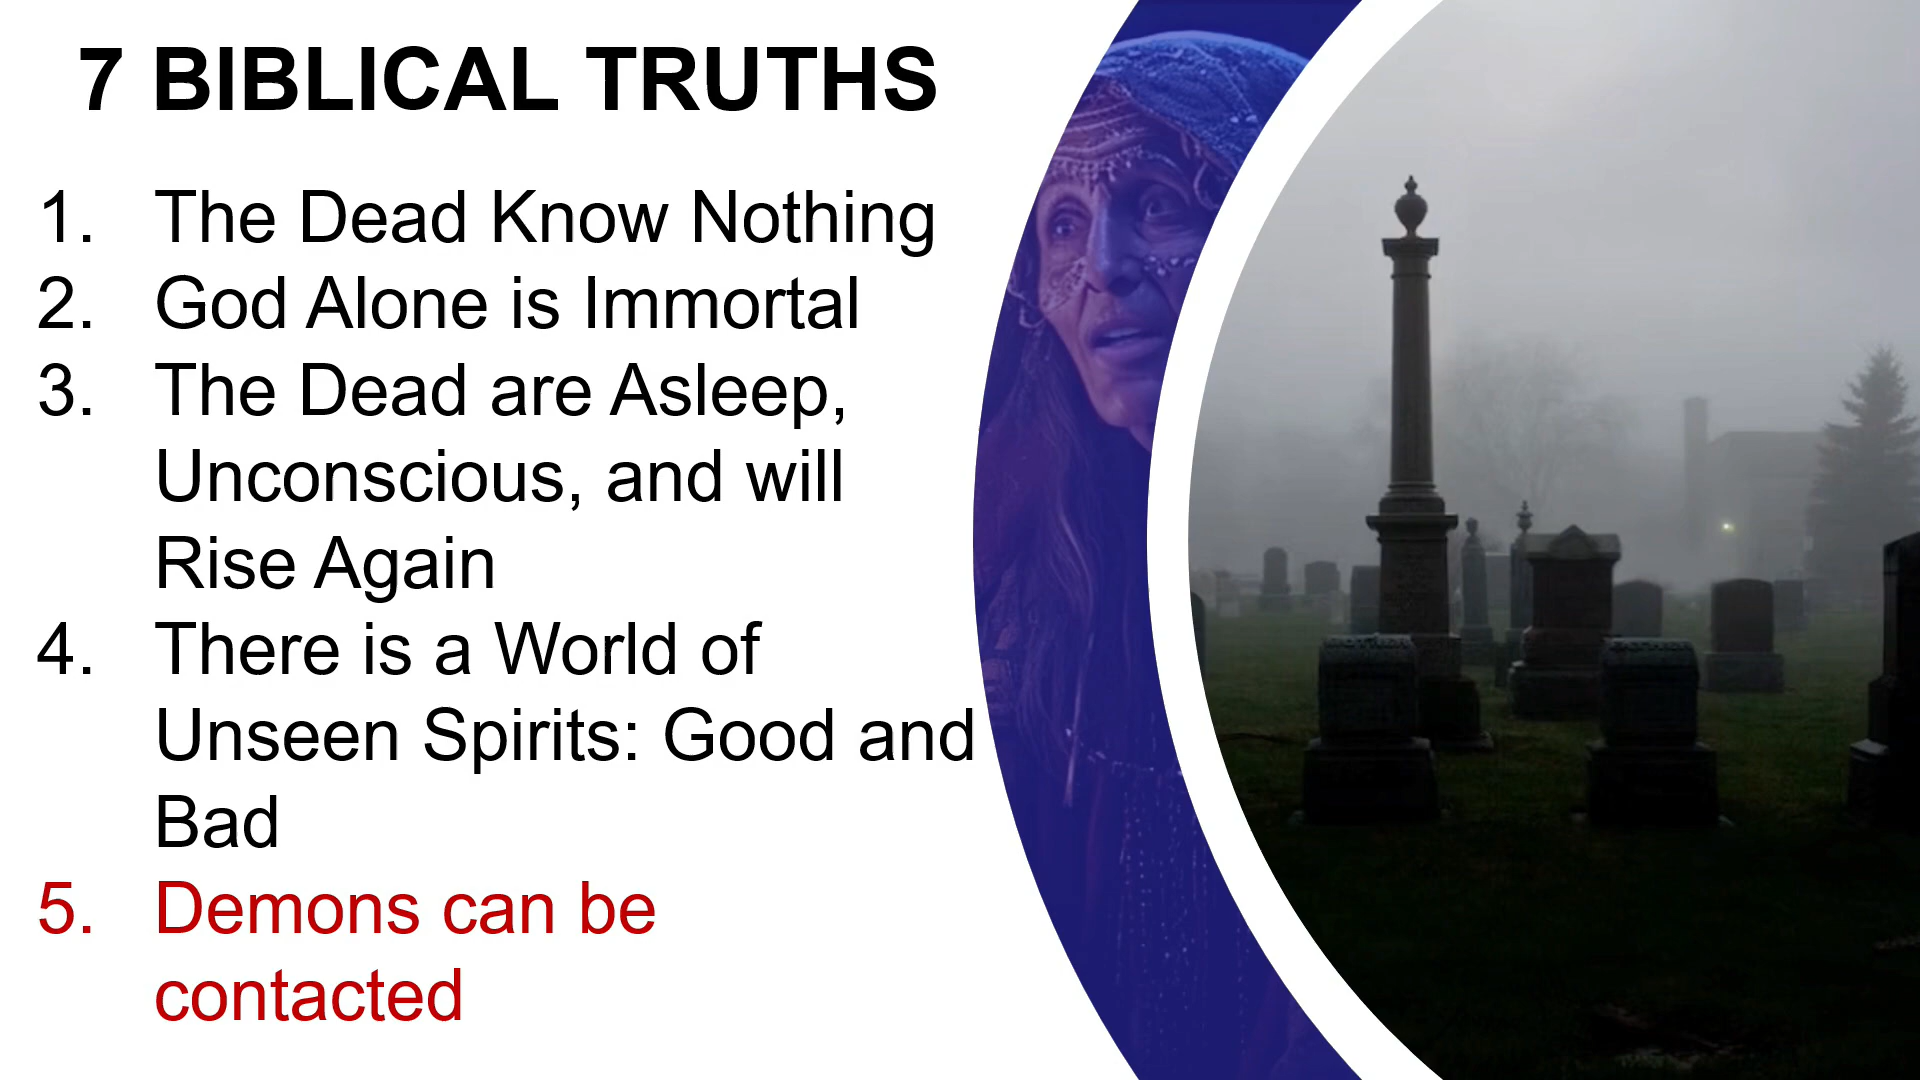 7 BIBLICAL TRUTHS
1. The Dead Know Nothing
2. God Alone is Immortal
3. The Dead are Asleep,
Unconscious, and will
Rise Again
4. There is a World of
Unseen Spirits: Good and
Bad
5. Demons can be
contacted